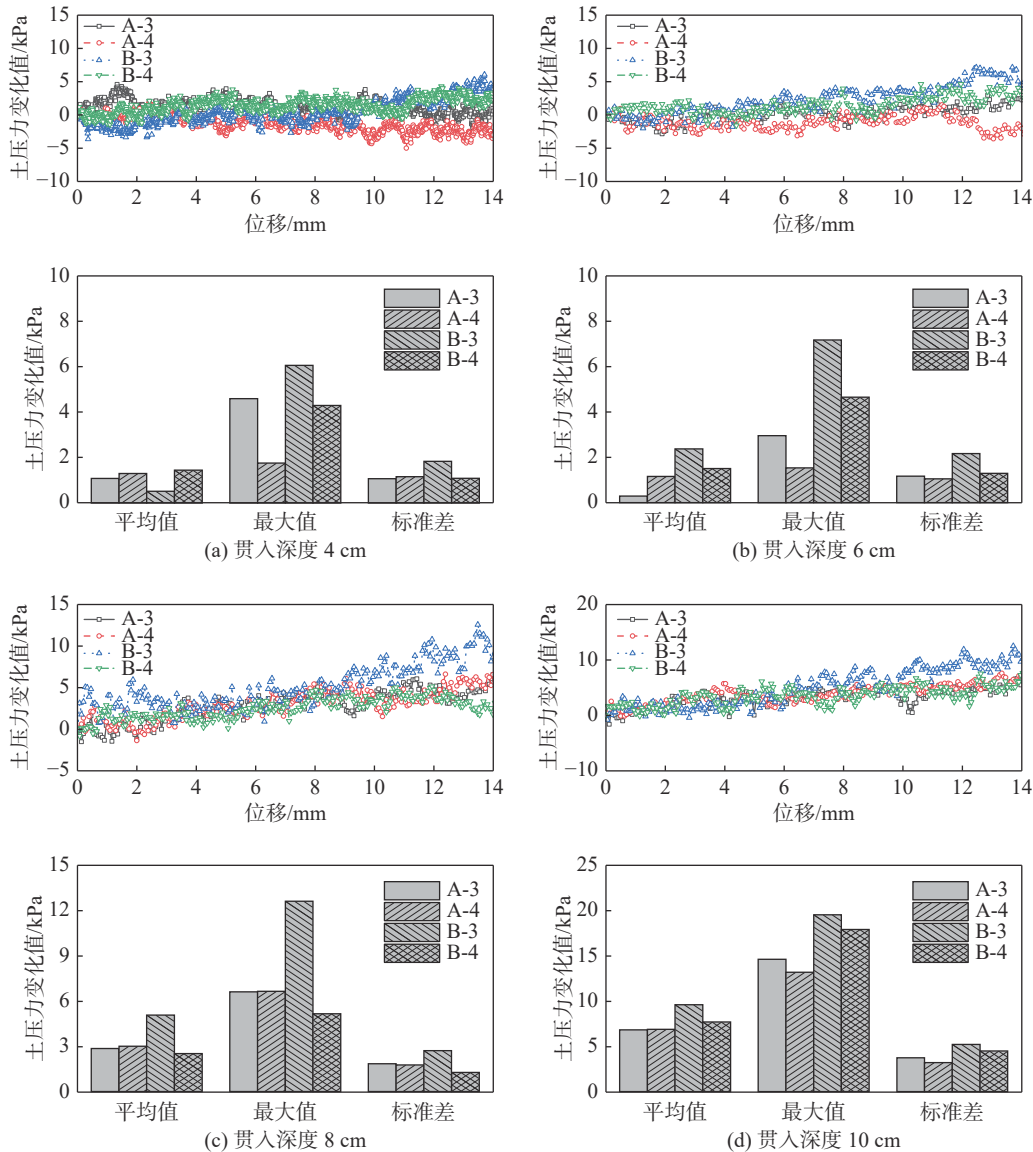 土压力变化值/kPa
15
10
5
0
−5
−10
A-3
A-4
B-3
B-4
0 2 4 6 8 10 12 14
位移/mm
土压力变化值/kPa
15
10
5
0
−5
−10
A-3
A-4
B-3
B-4
0 2 4 6 8 10 12 14
位移/mm
土压力变化值/kPa
10
8
6
4
2
0
A-3
A-4
B-3
B-4
平均值 最大值 标准差
(a) 贯入深度 4 cm
土压力变化值/kPa
10
8
6
4
2
0
A-3
A-4
B-3
B-4
平均值 最大值 标准差
(b) 贯入深度 6 cm
土压力变化值/kPa
15
10
5
0
−5
A-3
A-4
B-3
B-4
0 2 4 6 8 10 12 14
位移/mm
土压力变化值/kPa
20
10
0
−10
A-3
A-4
B-3
B-4
0 2 4 6 8 10 12 14
位移/mm
土压力变化值/kPa
15
12
9
6
3
0
A-3
A-4
B-3
B-4
平均值 最大值 标准差
(c) 贯入深度 8 cm
土压力变化值/kPa
25
20
15
10
5
0
A-3
A-4
B-3
B-4
平均值 最大值 标准差
(d) 贯入深度 10 cm